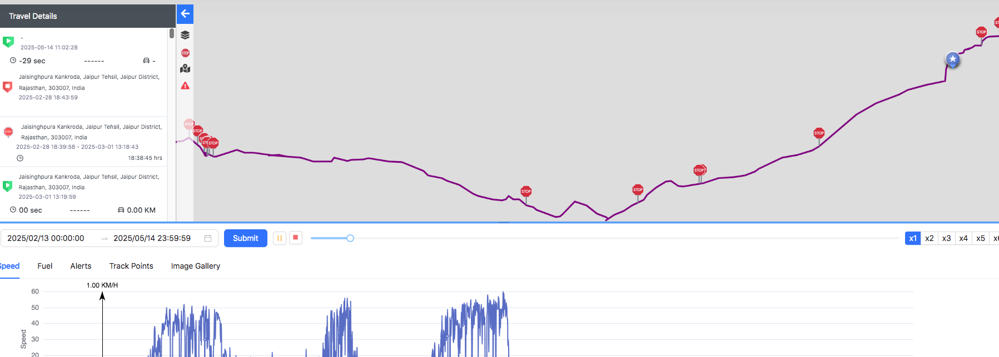 Travel Details
-
2025-05-14 11:02:28
-29 sec ------ -
Jaisinghpura Kankroda, Jaipur Tehsil, Jaipur District,
Rajasthan, 303007, India
2025-02-28 18:43:59
STOP
Jaisinghpura Kankroda, Jaipur Tehsil, Jaipur District,
Rajasthan, 303007, India
2025-02-28 18:39:58 - 2025-03-01 13:18:43
18:38:45 hrs
Jaisinghpura Kankroda, Jaipur Tehsil, Jaipur District,
Rajasthan, 303007, India
2025-03-01 13:19:59
00 sec ------ 0.00 KM
STOP
STOP
STOP
STOP
STOP
STOP
STOP
STOP
STOP
STOP
2025/02/13 00:00:00 2025/05/14 23:59:59 Submit x1 x2 x3 x4 x5
Speed Fuel Alerts Track Points Image Gallery
1.00 KM/H
60
50
40
30
20
Speed